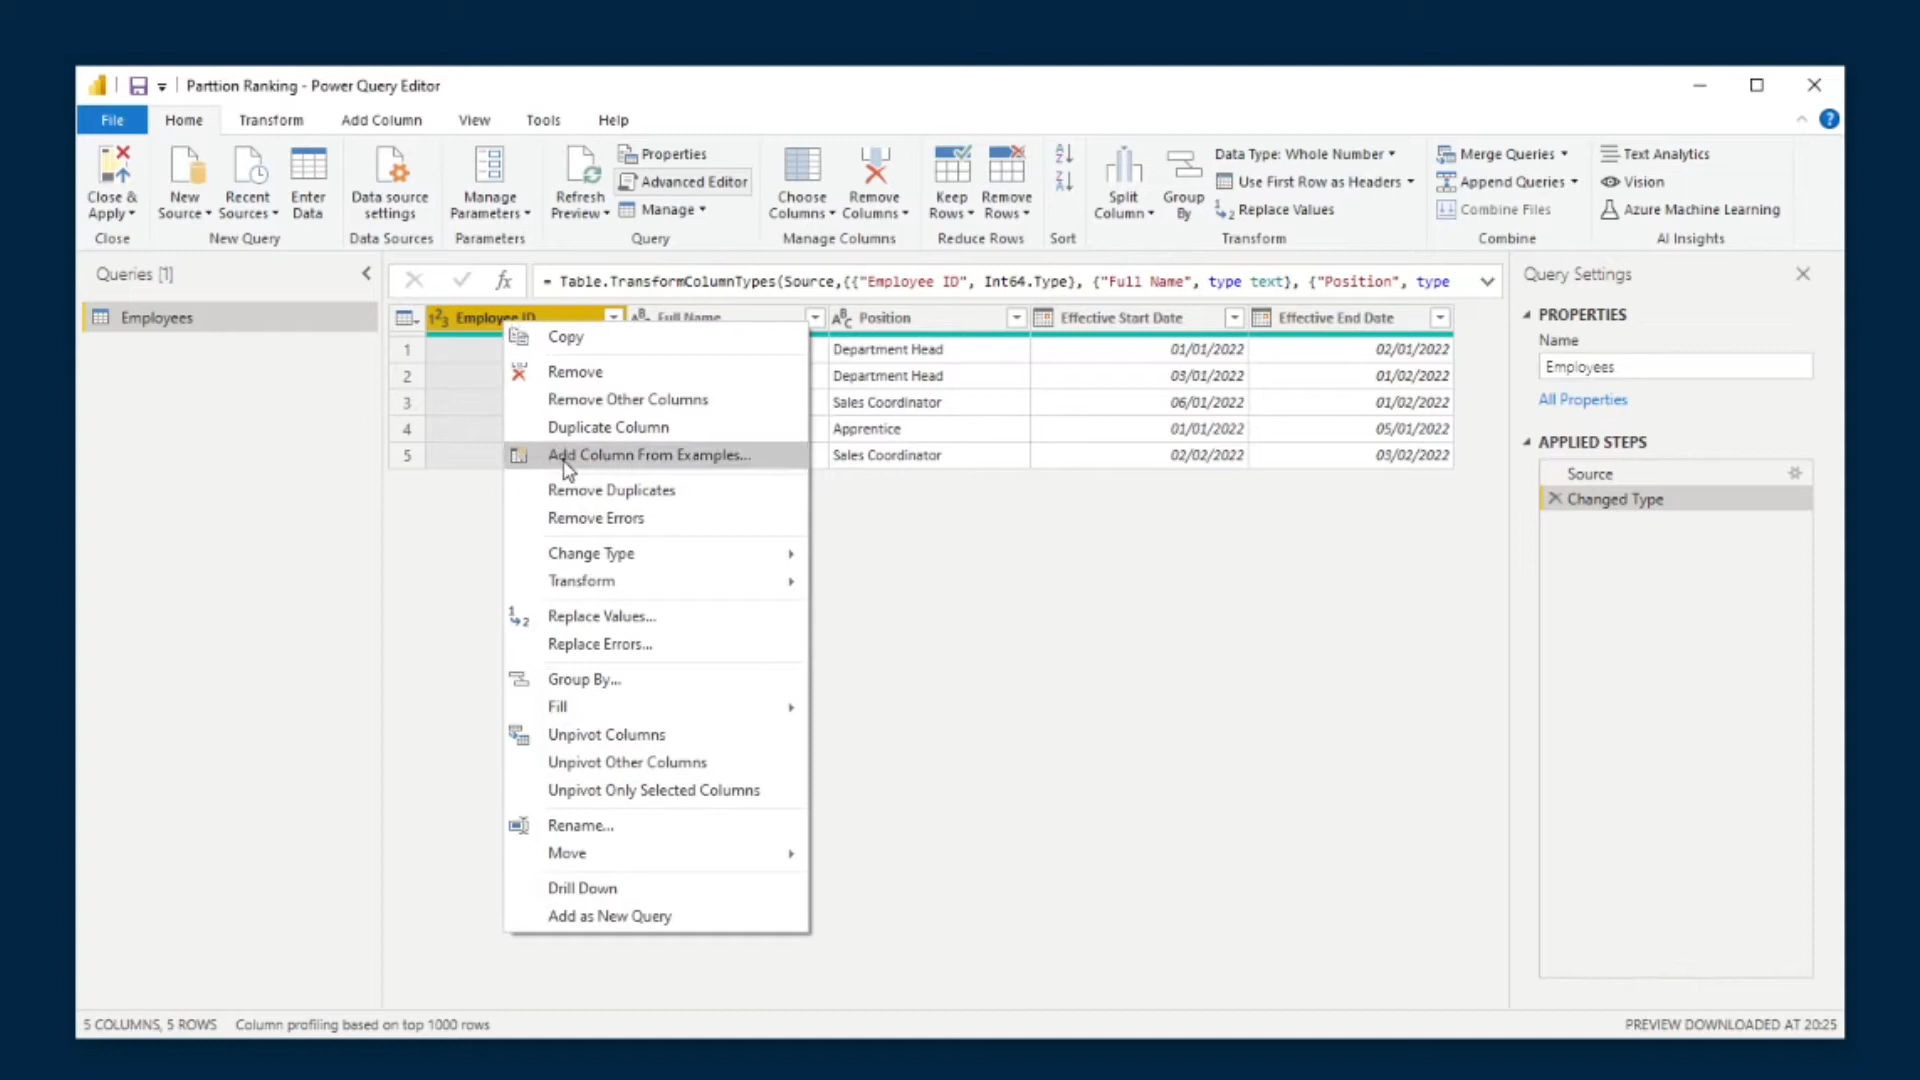 Parttion Ranking - Power Query Editor
File Home Transform Add Column View Tools Help
Close & Apply
New Source
Recent Sources
Enter Data
Data source settings
Manage Parameters
Refresh Preview
Properties
Advanced Editor
Manage
Choose Columns
Remove Columns
Keep Rows
Remove Rows
Split Column
Group By
Data Type: Whole Number
Use First Row as Headers
Replace Values
Merge Queries
Append Queries
Combine Files
Text Analytics
Vision
Azure Machine Learning
Close New Query Data Sources Parameters Query Manage Columns Reduce Rows Sort Transform Combine AI Insights
Queries [1]
Employees
fx = Table.TransformColumnTypes(Source,{{"Employee ID", Int64.Type}, {"Full Name", type text}, {"Position", type
Employee ID Full Name Position Effective Start Date Effective End Date
1 Department Head 01/01/2022 02/01/2022
2 Department Head 03/01/2022 01/02/2022
3 Sales Coordinator 06/01/2022 01/02/2022
4 Apprentice 01/01/2022 05/01/2022
5 Sales Coordinator 02/02/2022 03/02/2022
Copy
Remove
Remove Other Columns
Duplicate Column
Add Column From Examples...
Remove Duplicates
Remove Errors
Change Type
Transform
Replace Values...
Replace Errors...
Group By...
Fill
Unpivot Columns
Unpivot Other Columns
Unpivot Only Selected Columns
Rename...
Move
Drill Down
Add as New Query
Query Settings
PROPERTIES
Name
Employees
All Properties
APPLIED STEPS
Source
Changed Type
5 COLUMNS, 5 ROWS Column profiling based on top 1000 rows
PREVIEW DOWNLOADED AT 20:25